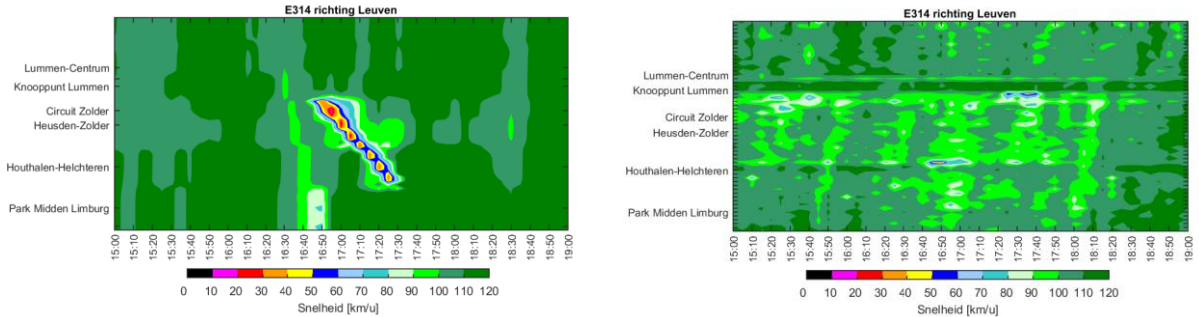 E314 richting Leuven
Lummen-Centrum
Knooppunt Lummen
Circuit Zolder
Heusden-Zolder
Houthalen-Helchteren
Park Midden Limburg
15:00 15:10 15:20 15:30 15:40 15:50 16:00 16:10 16:20 16:30 16:40 16:50 17:00 17:10 17:20 17:30 17:40 17:50 18:00 18:10 18:20 18:30 18:40 18:50 19:00
0 10 20 30 40 50 60 70 80 90 100 110 120
Snelheid [km/u]
E314 richting Leuven
Lummen-Centrum
Knooppunt Lummen
Circuit Zolder
Heusden-Zolder
Houthalen-Helchteren
Park Midden Limburg
15:00 15:10 15:20 15:30 15:40 15:50 16:00 16:10 16:20 16:30 16:40 16:50 17:00 17:10 17:20 17:30 17:40 17:50 18:00 18:10 18:20 18:30 18:40 18:50 19:00
0 10 20 30 40 50 60 70 80 90 100 110 120
Snelheid [km/u]